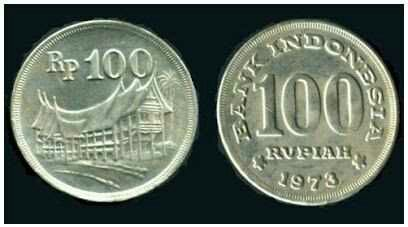 Rp 100
BANK INDONESIA
100
RUPIAH
1973